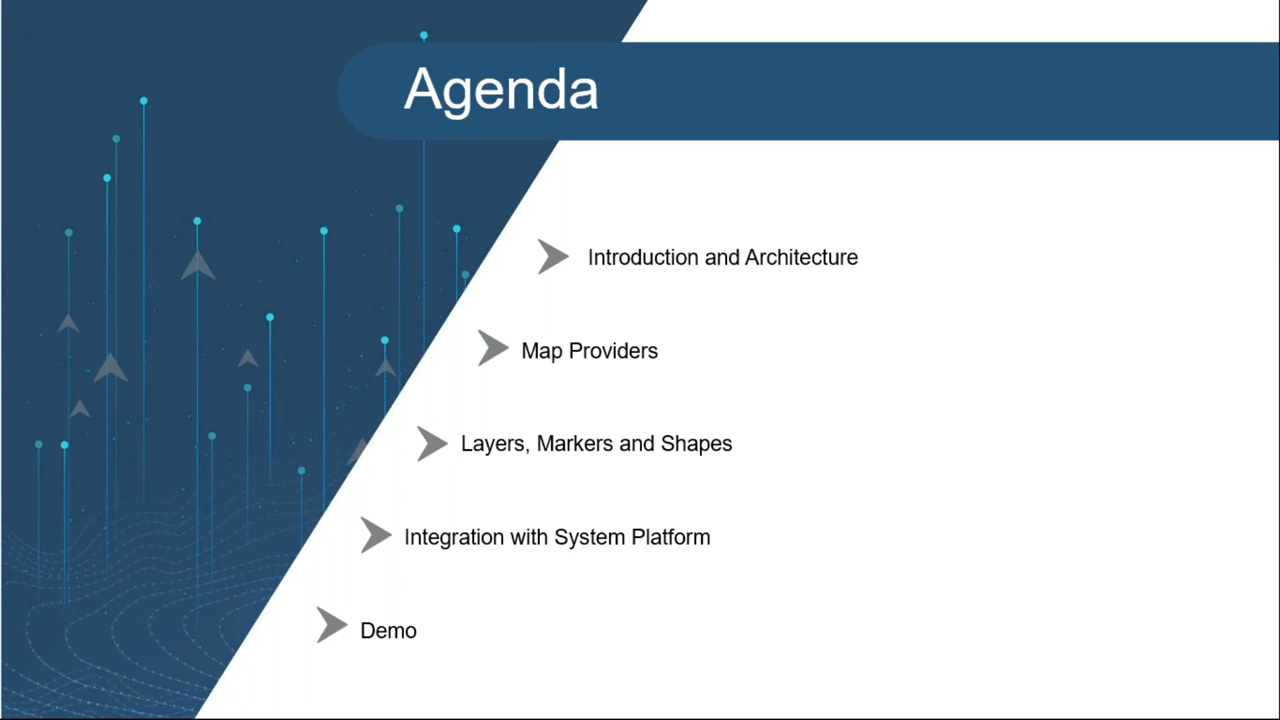 Agenda
Introduction and Architecture
Map Providers
Layers, Markers and Shapes
Integration with System Platform
Demo